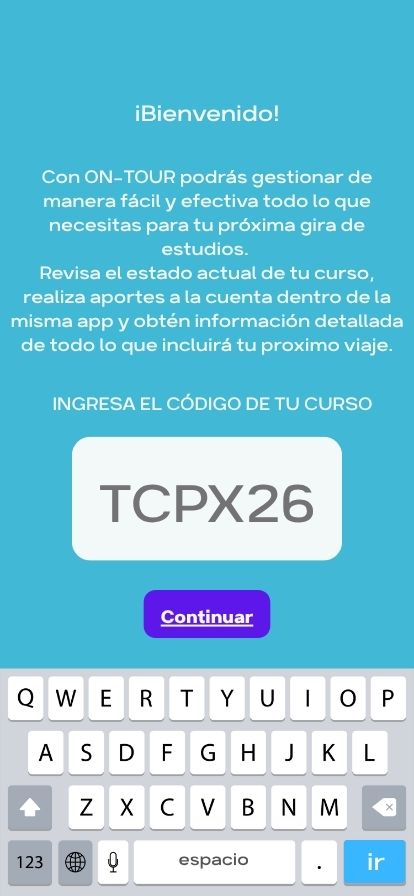 ¡Bienvenido!
Con ON-TOUR podrás gestionar de
manera fácil y efectiva todo lo que
necesitas para tu próxima gira de
estudios.
Revisa el estado actual de tu curso,
realiza aportes a la cuenta dentro de la
misma app y obtén información detallada
de todo lo que incluirá tu proximo viaje.
INGRESA EL CÓDIGO DE TU CURSO
TCPX26
Continuar
Q W E R T Y U I O P
A S D F G H J K L
Z X C V B N M
123 espacio . ir